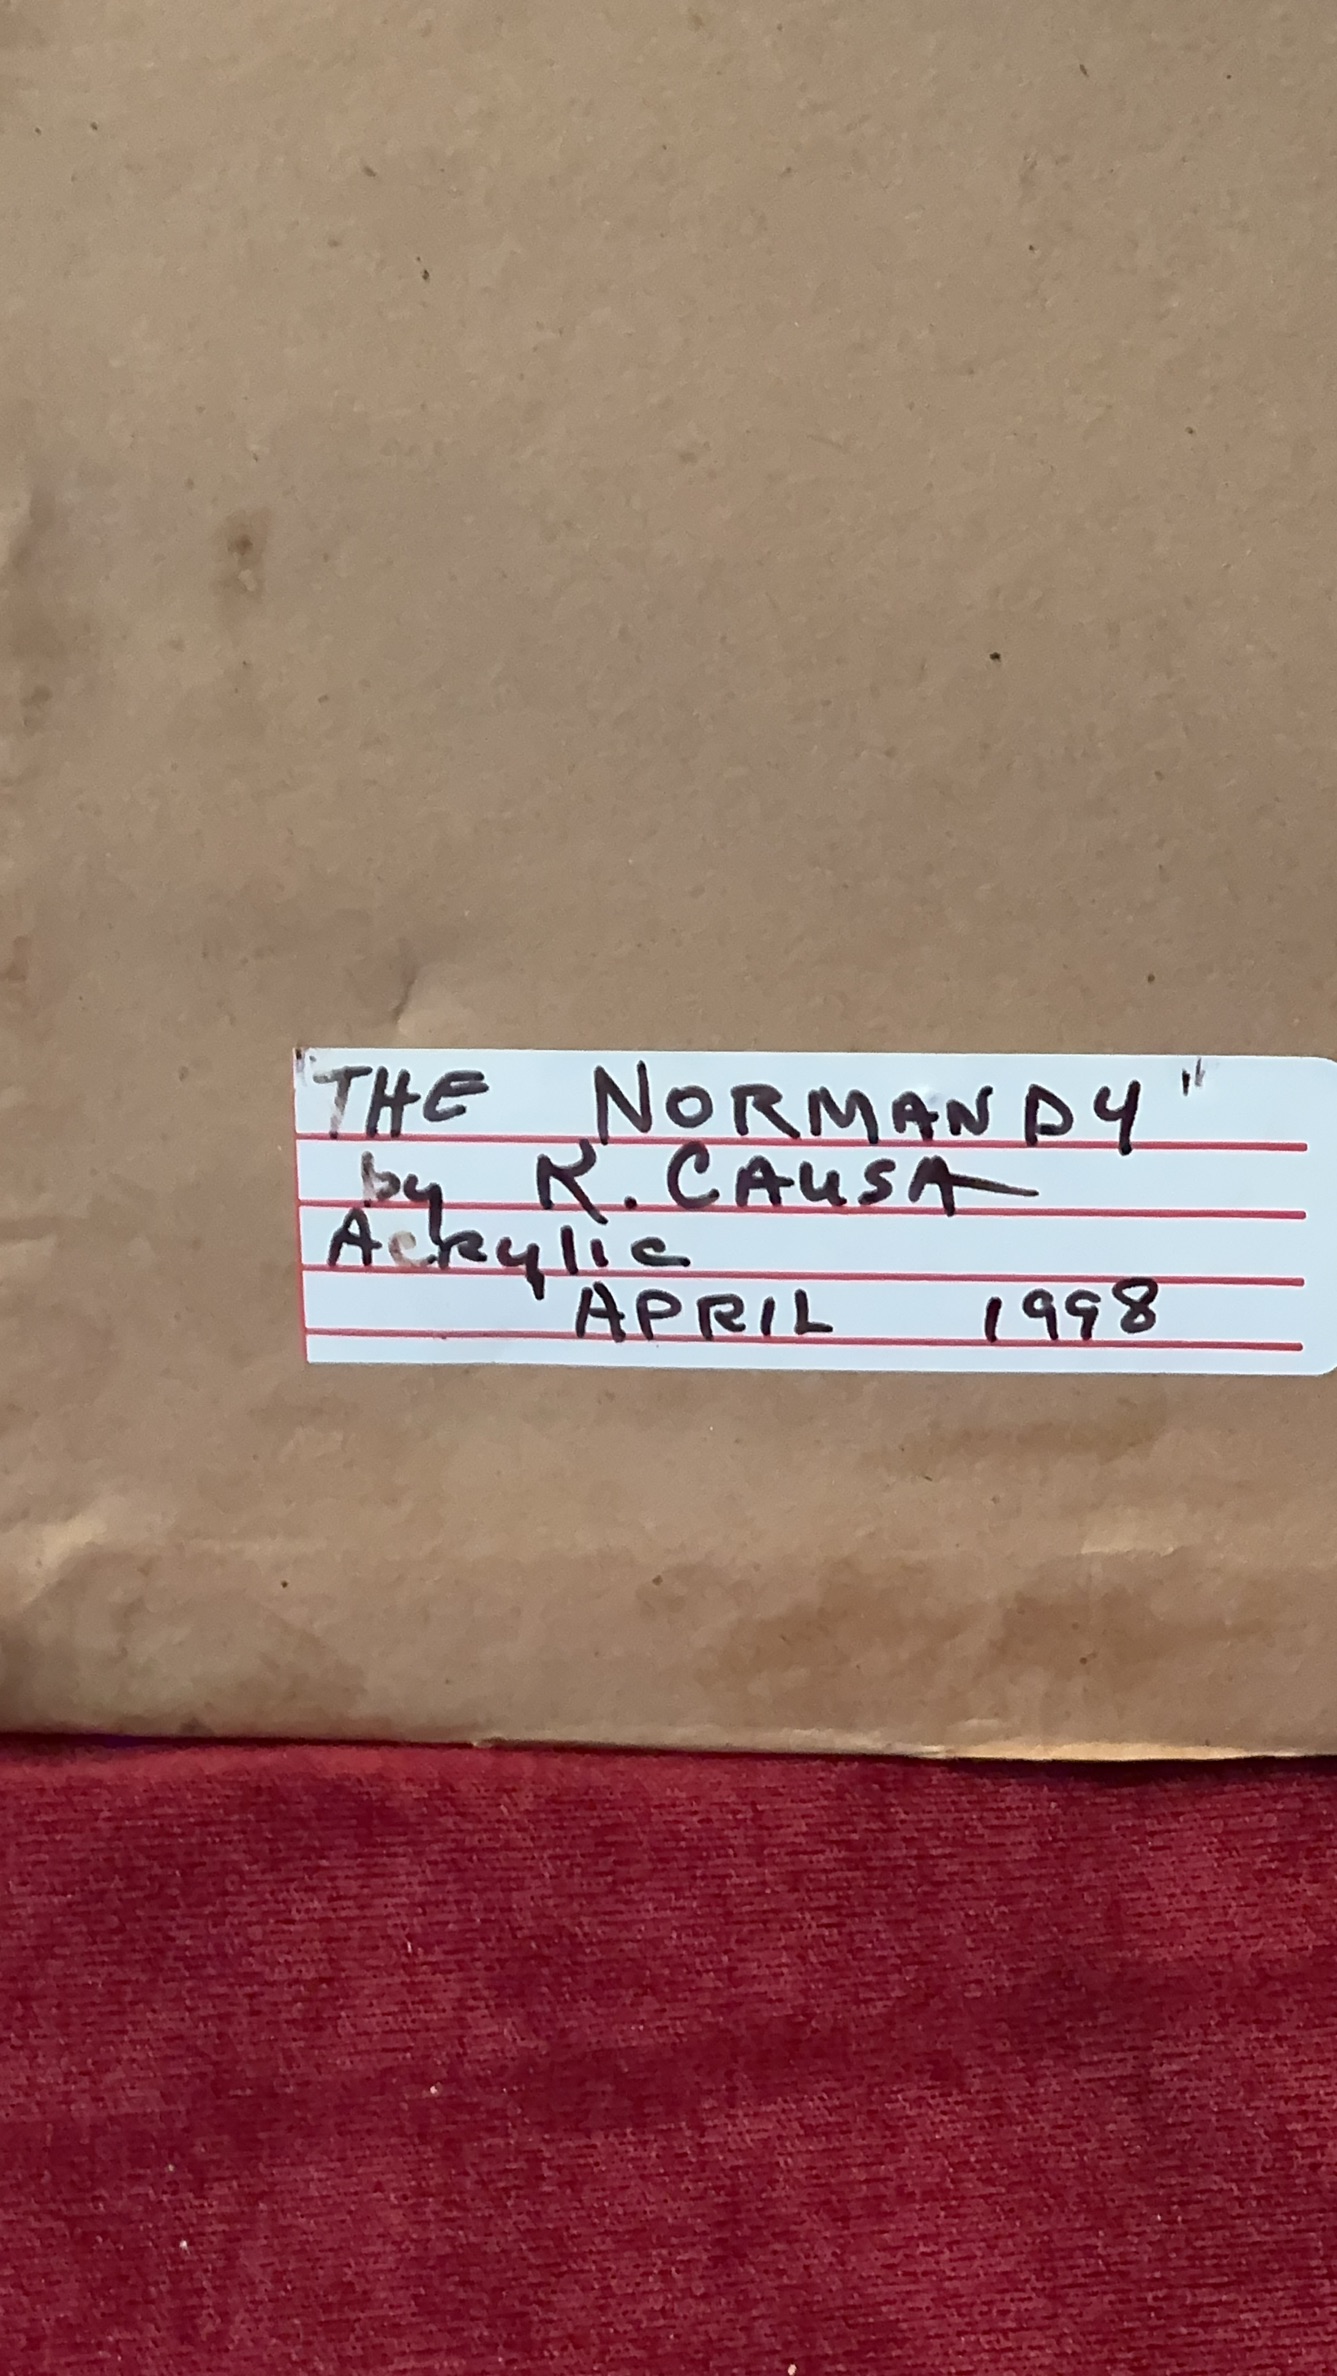 "THE NORMANDY"
by R. CAUSA
Acrylic
APRIL 1998